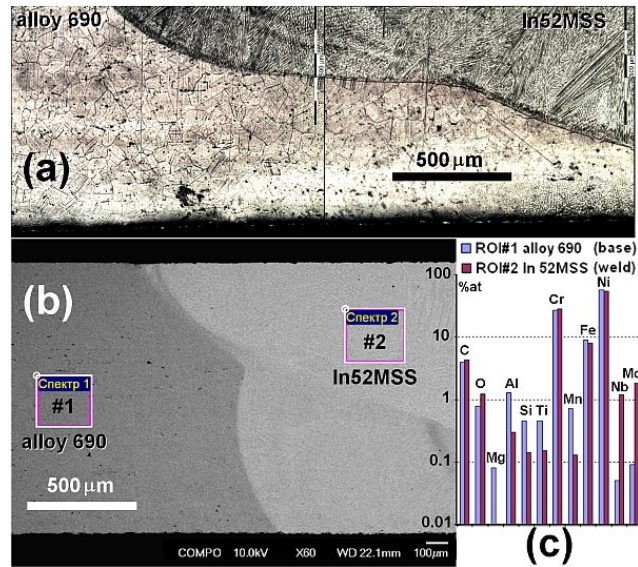 alloy 690
In52MSS
(a)
500 μm
(b)
Спектр 1
#1
alloy 690
500 μm
Спектр 2
#2
In52MSS
COMPO 10.0kV X60 WD 22.1mm 100μm
ROI#1 alloy 690 (base)
ROI#2 In 52MSS (weld)
100
%at
10
1
0.1
0.01
C
O
Mg
Al
Si
Ti
Cr
Mn
Fe
Ni
Nb
Mo
(c)